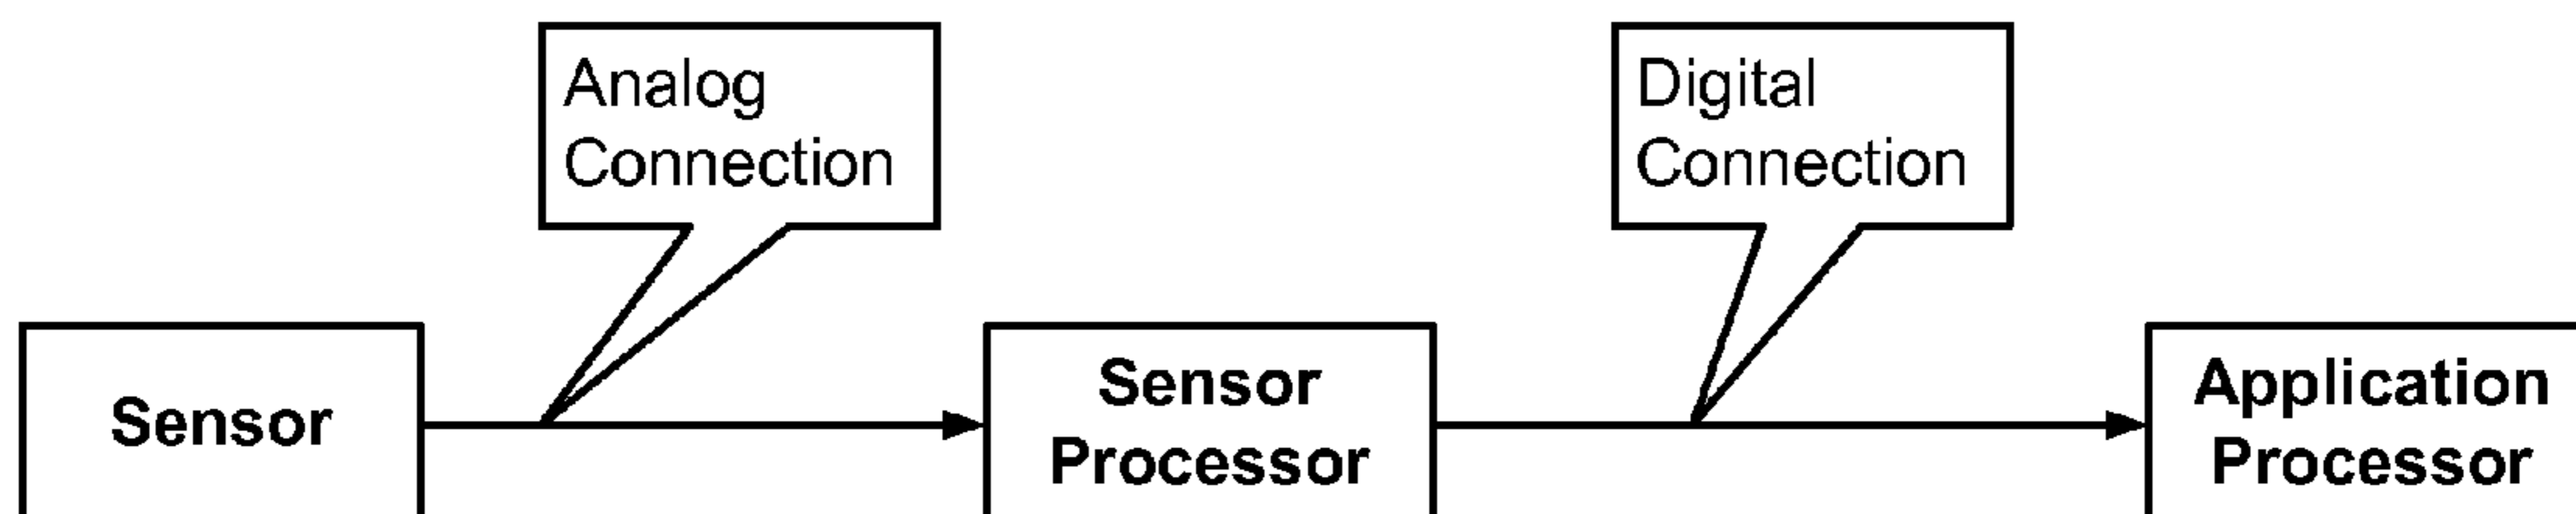 Analog
Connection
Digital
Connection
Sensor
Sensor
Processor
Application
Processor